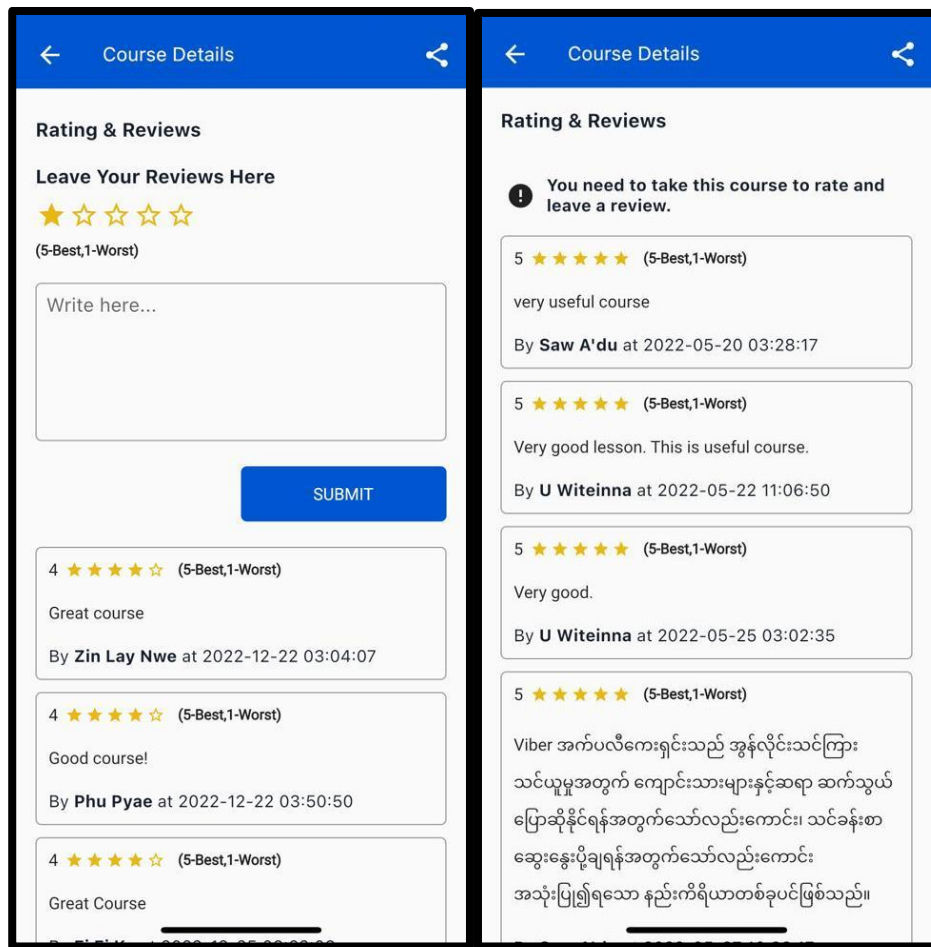 Course Details
Rating & Reviews
Leave Your Reviews Here
(5-Best,1-Worst)
Write here...
SUBMIT
4 (5-Best,1-Worst)
Great course
By Zin Lay Nwe at 2022-12-22 03:04:07
4 (5-Best,1-Worst)
Good course!
By Phu Pyae at 2022-12-22 03:50:50
4 (5-Best,1-Worst)
Great Course
Course Details
Rating & Reviews
You need to take this course to rate and
leave a review.
5 (5-Best,1-Worst)
very useful course
By Saw A'du at 2022-05-20 03:28:17
5 (5-Best,1-Worst)
Very good lesson. This is useful course.
By U Witeinna at 2022-05-22 11:06:50
5 (5-Best,1-Worst)
Very good.
By U Witeinna at 2022-05-25 03:02:35
5 (5-Best,1-Worst)
Viber အက်ပလီကေးရှင်းသည် အွန်လိုင်းသင်ကြား
သင်ယူမှုအတွက် ကျောင်းသားများနှင့်ဆရာ ဆက်သွယ်
ပြောဆိုနိုင်ရန်အတွက်သော်လည်းကောင်း၊ သင်ခန်းစာ
ဆွေးနွေးပို့ချရန်အတွက်သော်လည်းကောင်း
အသုံးပြု၍ရသော နည်းကိရိယာတစ်ခုပင်ဖြစ်သည်။